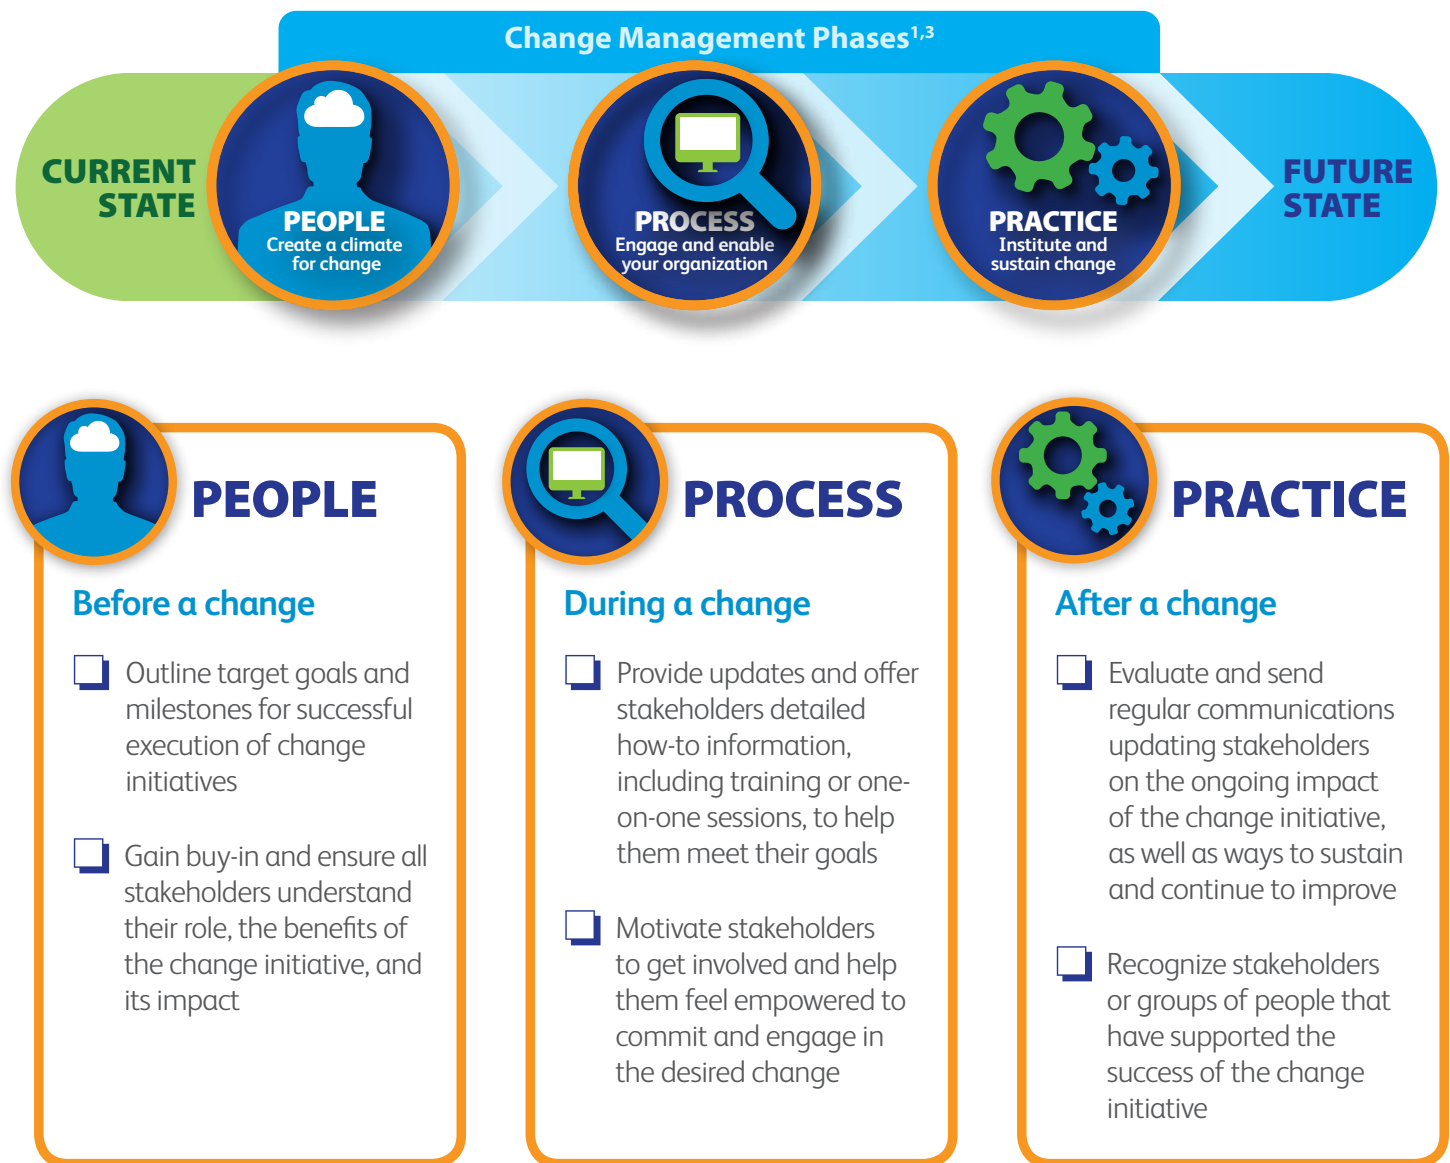 Change Management Phases1,3
CURRENT
STATE
PEOPLE
Create a climate
for change
PROCESS
Engage and enable
your organization
PRACTICE
Institute and
sustain change
FUTURE
STATE
PEOPLE
Before a change
Outline target goals and
milestones for successful
execution of change
initiatives
Gain buy-in and ensure all
stakeholders understand
their role, the benefits of
the change initiative, and
its impact
PROCESS
During a change
Provide updates and offer
stakeholders detailed
how-to information,
including training or one-
on-one sessions, to help
them meet their goals
Motivate stakeholders
to get involved and help
them feel empowered to
commit and engage in
the desired change
PRACTICE
After a change
Evaluate and send
regular communications
updating stakeholders
on the ongoing impact
of the change initiative,
as well as ways to sustain
and continue to improve
Recognize stakeholders
or groups of people that
have supported the
success of the change
initiative